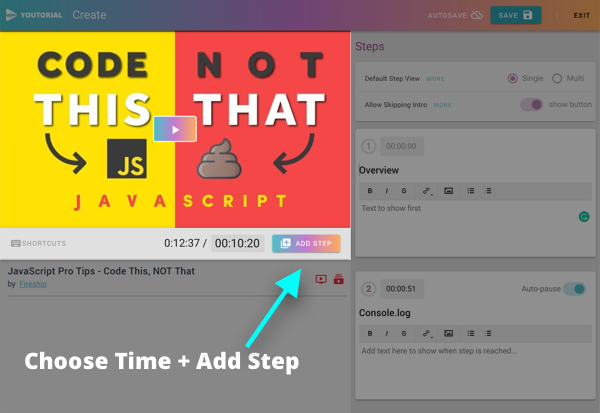 YOUTORIAL Create AUTOSAVE SAVE EXIT
CODE NOT
THIS THAT
JS
JAVASCRIPT
SHORTCUTS 0:12:37 / 00:10:20 ADD STEP
JavaScript Pro Tips - Code This, NOT That
by Fireship
Choose Time + Add Step
Steps
Default Step View MORE Single Multi
Allow Skipping Intro MORE show button
1 00:00:00
Overview
B I S
Text to show first
2 00:00:51 Auto-pause
Console.log
B I S
Add text here to show when step is reached...